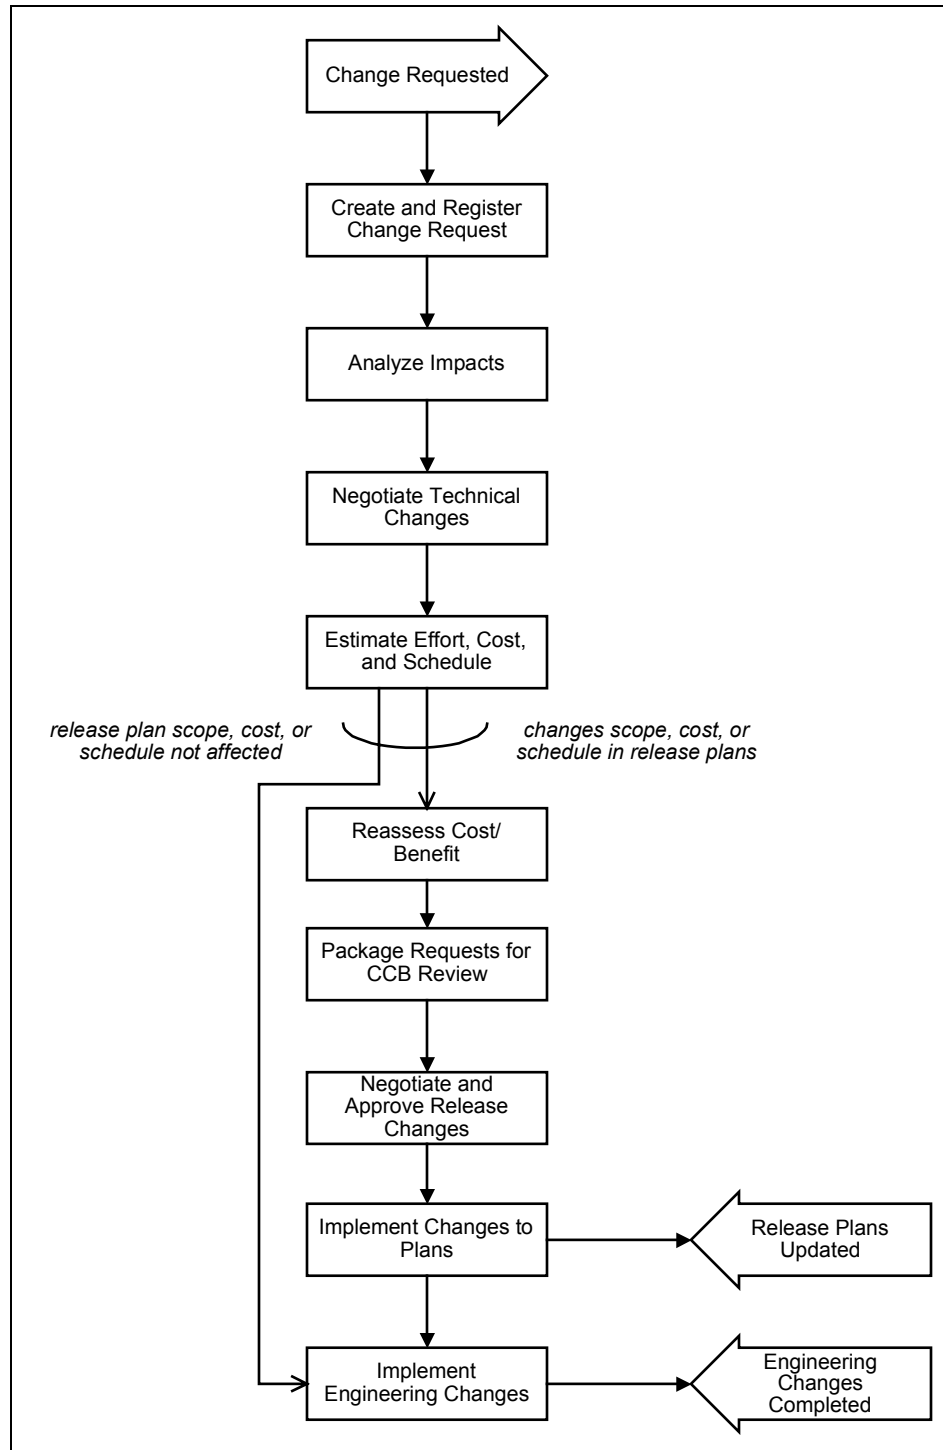 Change Requested
Create and Register
Change Request
Analyze Impacts
Negotiate Technical
Changes
Estimate Effort, Cost,
and Schedule
release plan scope, cost, or
schedule not affected
changes scope, cost, or
schedule in release plans
Reassess Cost/
Benefit
Package Requests for
CCB Review
Negotiate and
Approve Release
Changes
Implement Changes to
Plans
Release Plans
Updated
Implement
Engineering Changes
Engineering
Changes
Completed